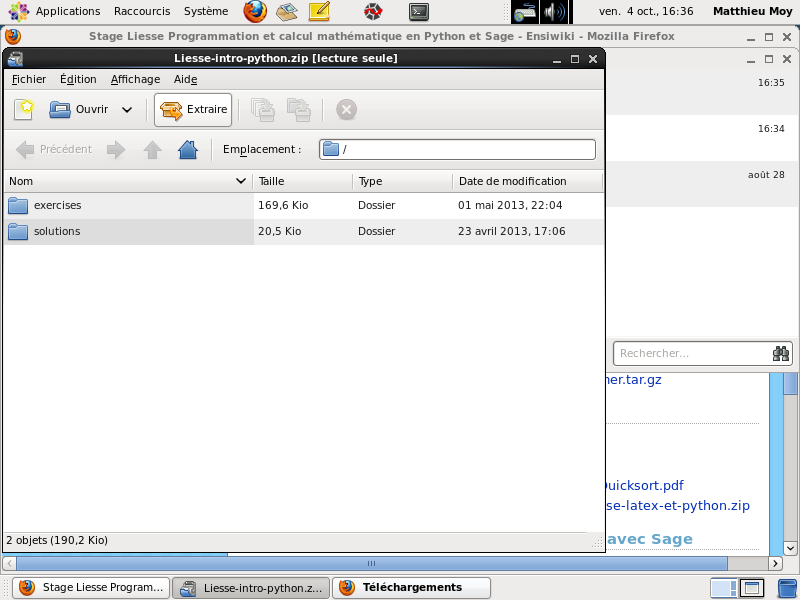 Applications Raccourcis Système ven. 4 oct., 16:36 Matthieu Moy
Stage Liesse Programmation et calcul mathématique en Python et Sage - Ensiwiki - Mozilla Firefox
Liesse-intro-python.zip [lecture seule]
Fichier Édition Affichage Aide
16:35
Ouvrir Extraire
16:34
Précédent Emplacement : /
août 28
Nom Taille Type Date de modification
exercises 169,6 Kio Dossier 01 mai 2013, 22:04
solutions 20,5 Kio Dossier 23 avril 2013, 17:06
Rechercher...
ner.tar.gz
Quicksort.pdf
se-latex-et-python.zip
avec Sage
2 objets (190,2 Kio)
Stage Liesse Program... Liesse-intro-python.z... Téléchargements